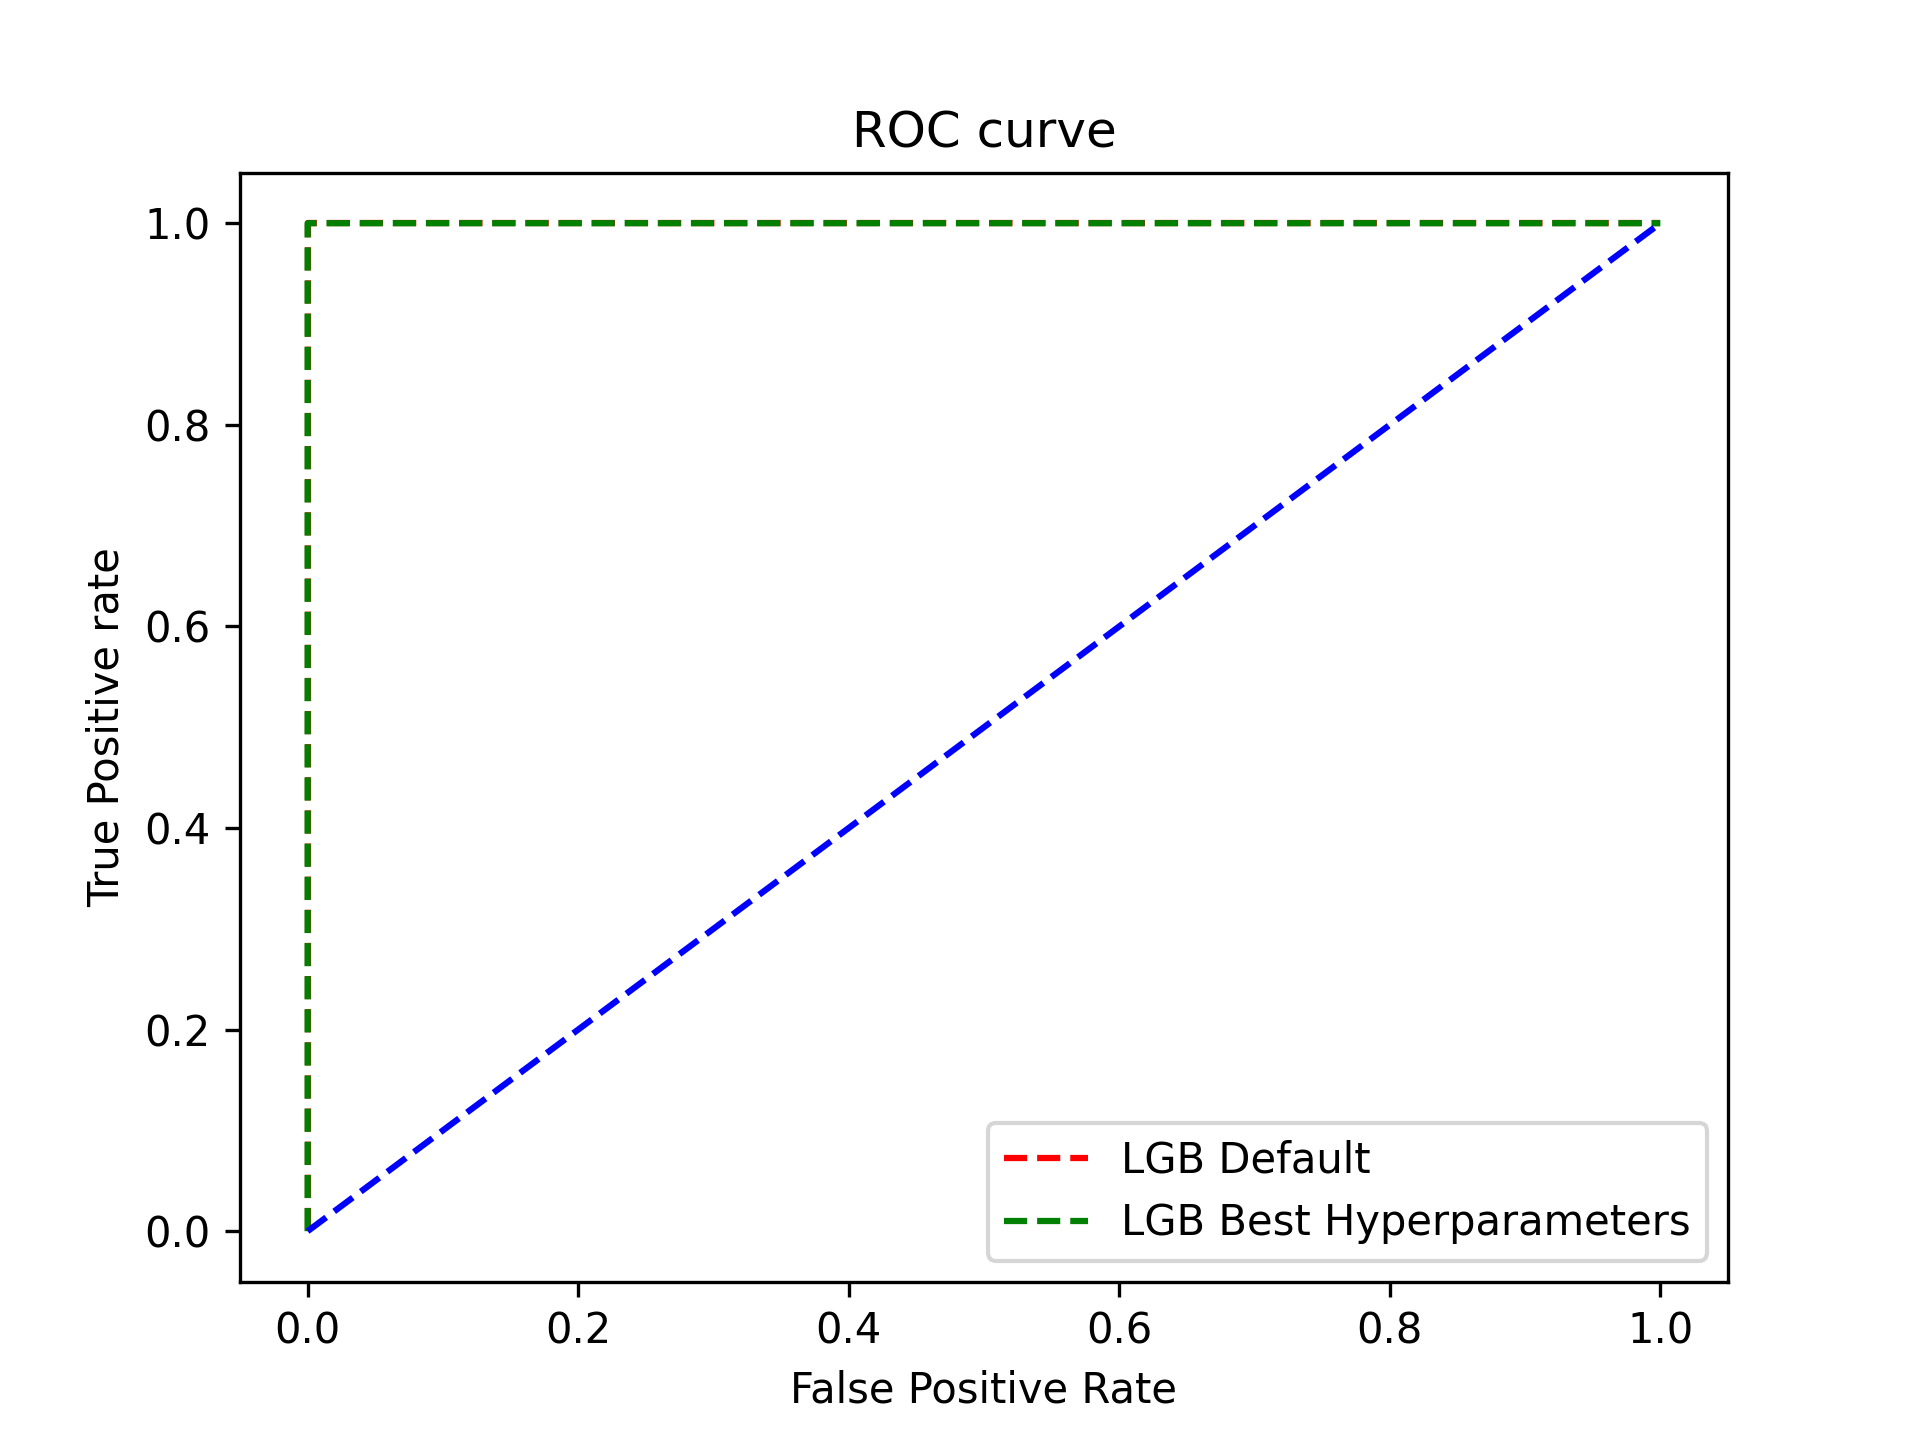 ROC curve
1.0
0.8
0.6
0.4
0.2
0.0
True Positive rate
LGB Default
LGB Best Hyperparameters
0.0 0.2 0.4 0.6 0.8 1.0
False Positive Rate